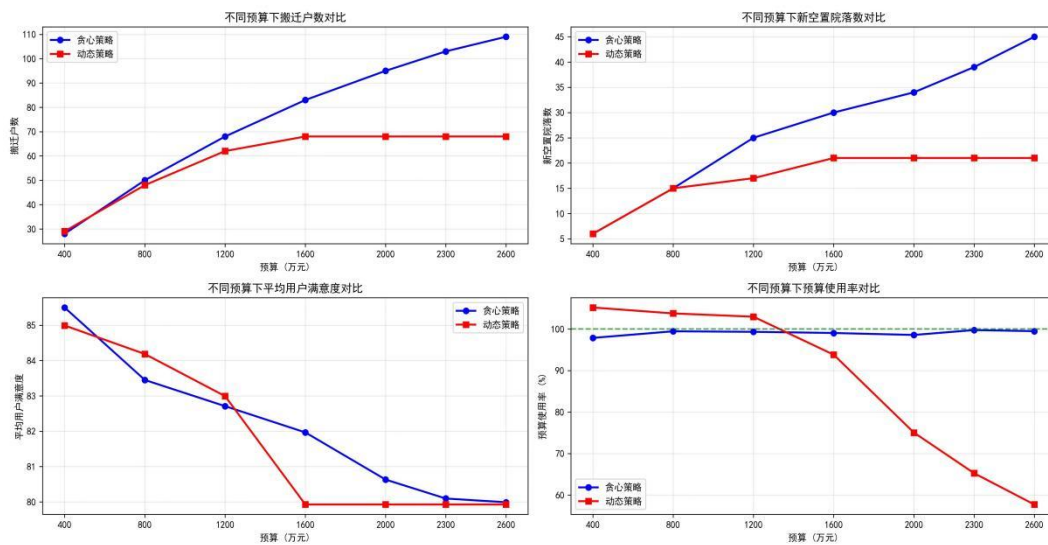 不同预算下搬迁户数对比
贪心策略
动态策略
110
100
90
80
70
60
50
40
30
搬迁户数
400 800 1200 1600 2000 2300 2600
预算（万元）
不同预算下新空置院落数对比
贪心策略
动态策略
45
40
35
30
25
20
15
10
5
新空置院落数
400 800 1200 1600 2000 2300 2600
预算（万元）
不同预算下平均用户满意度对比
贪心策略
动态策略
85
84
83
82
81
80
平均用户满意度
400 800 1200 1600 2000 2300 2600
预算（万元）
不同预算下预算使用率对比
100
90
80
70
60
预算使用率 (%)
贪心策略
动态策略
400 800 1200 1600 2000 2300 2600
预算（万元）